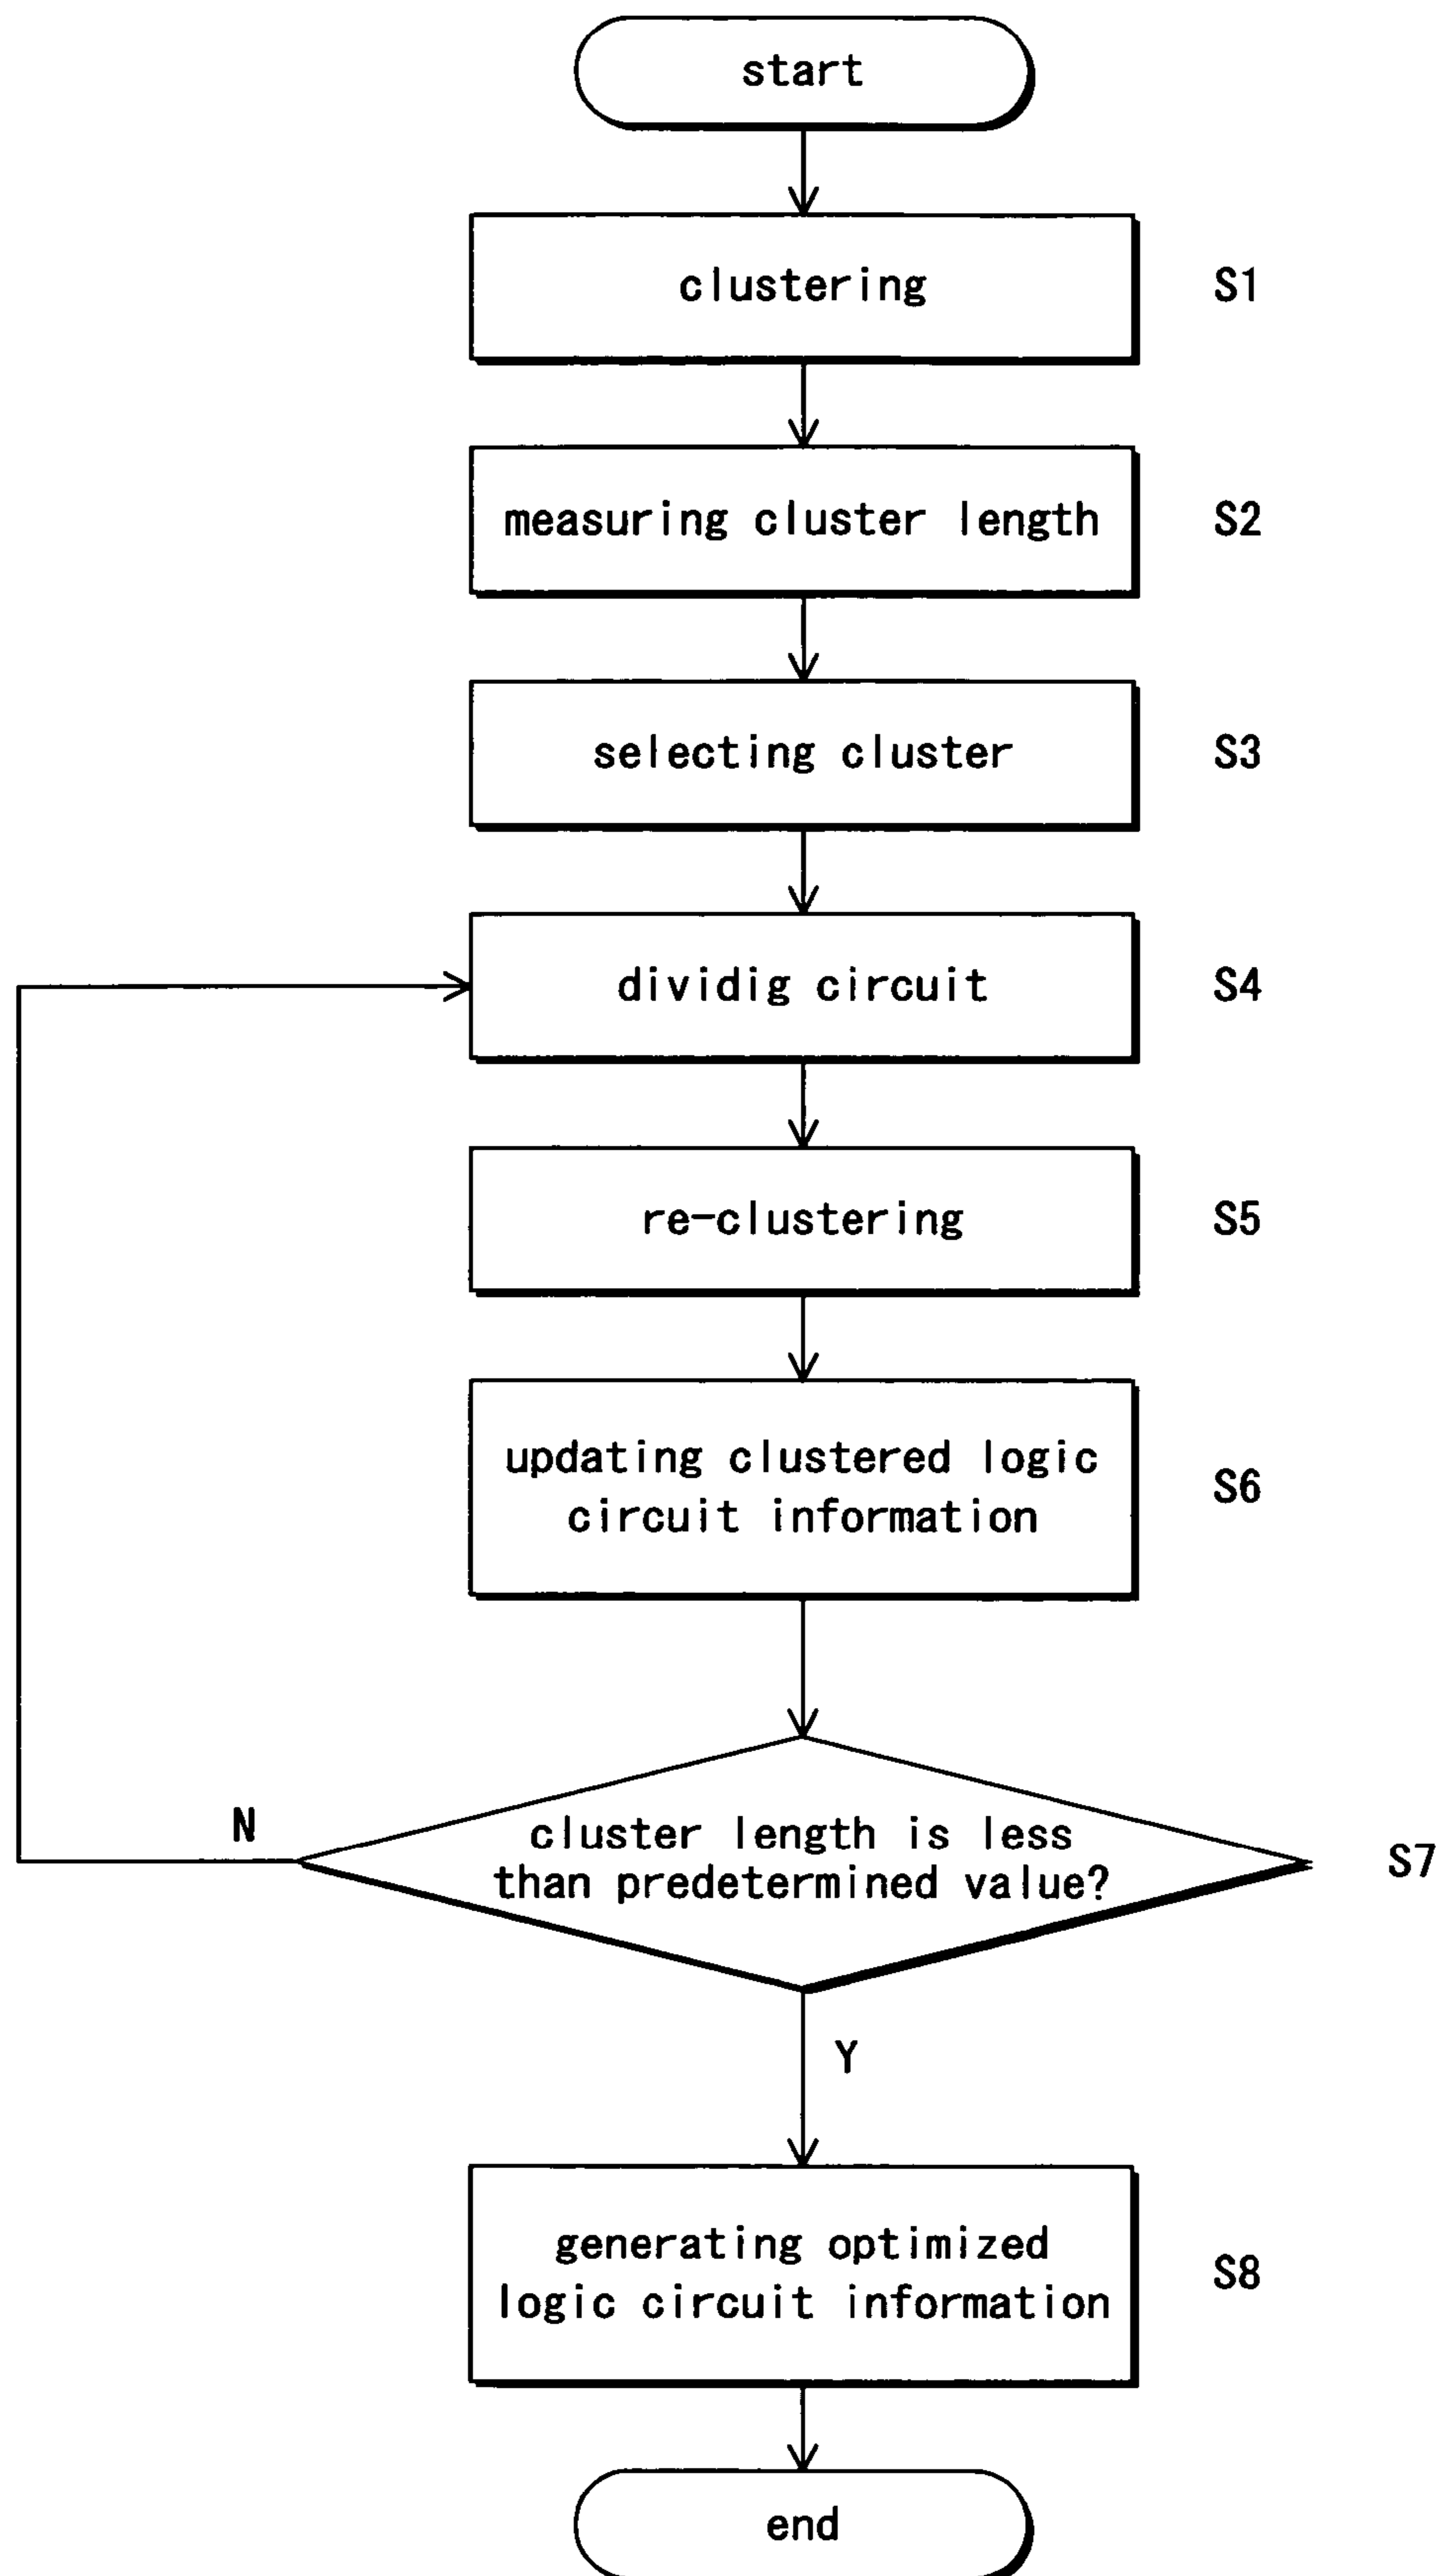 start
clustering S1
measuring cluster length S2
selecting cluster S3
dividig circuit S4
re-clustering S5
updating clustered logic
circuit information
S6
N
cluster length is less
than predetermined value?
S7
Y
generating optimized
logic circuit information
S8
end